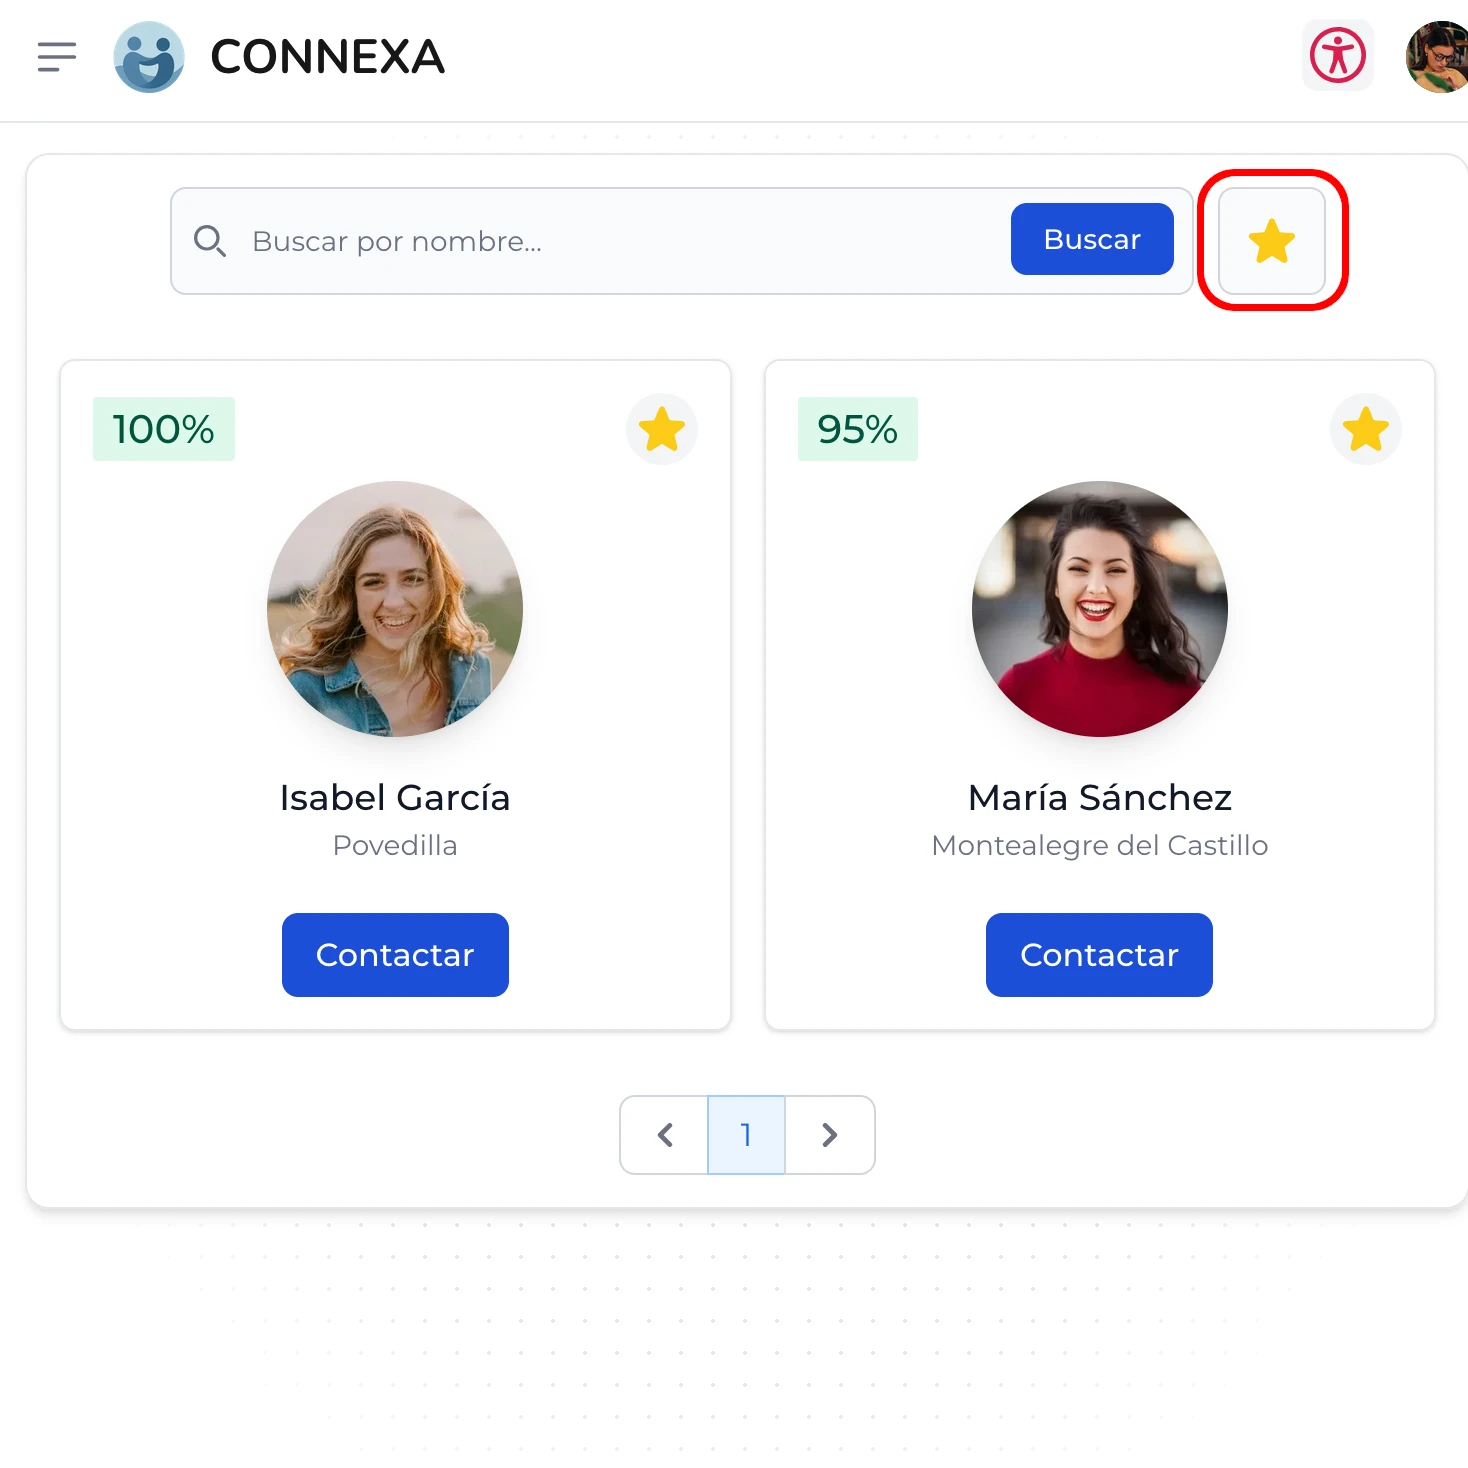 CONNEXA
Buscar por nombre...
Buscar
100%
95%
Isabel García
María Sánchez
Povedilla
Montealegre del Castillo
Contactar
Contactar
1